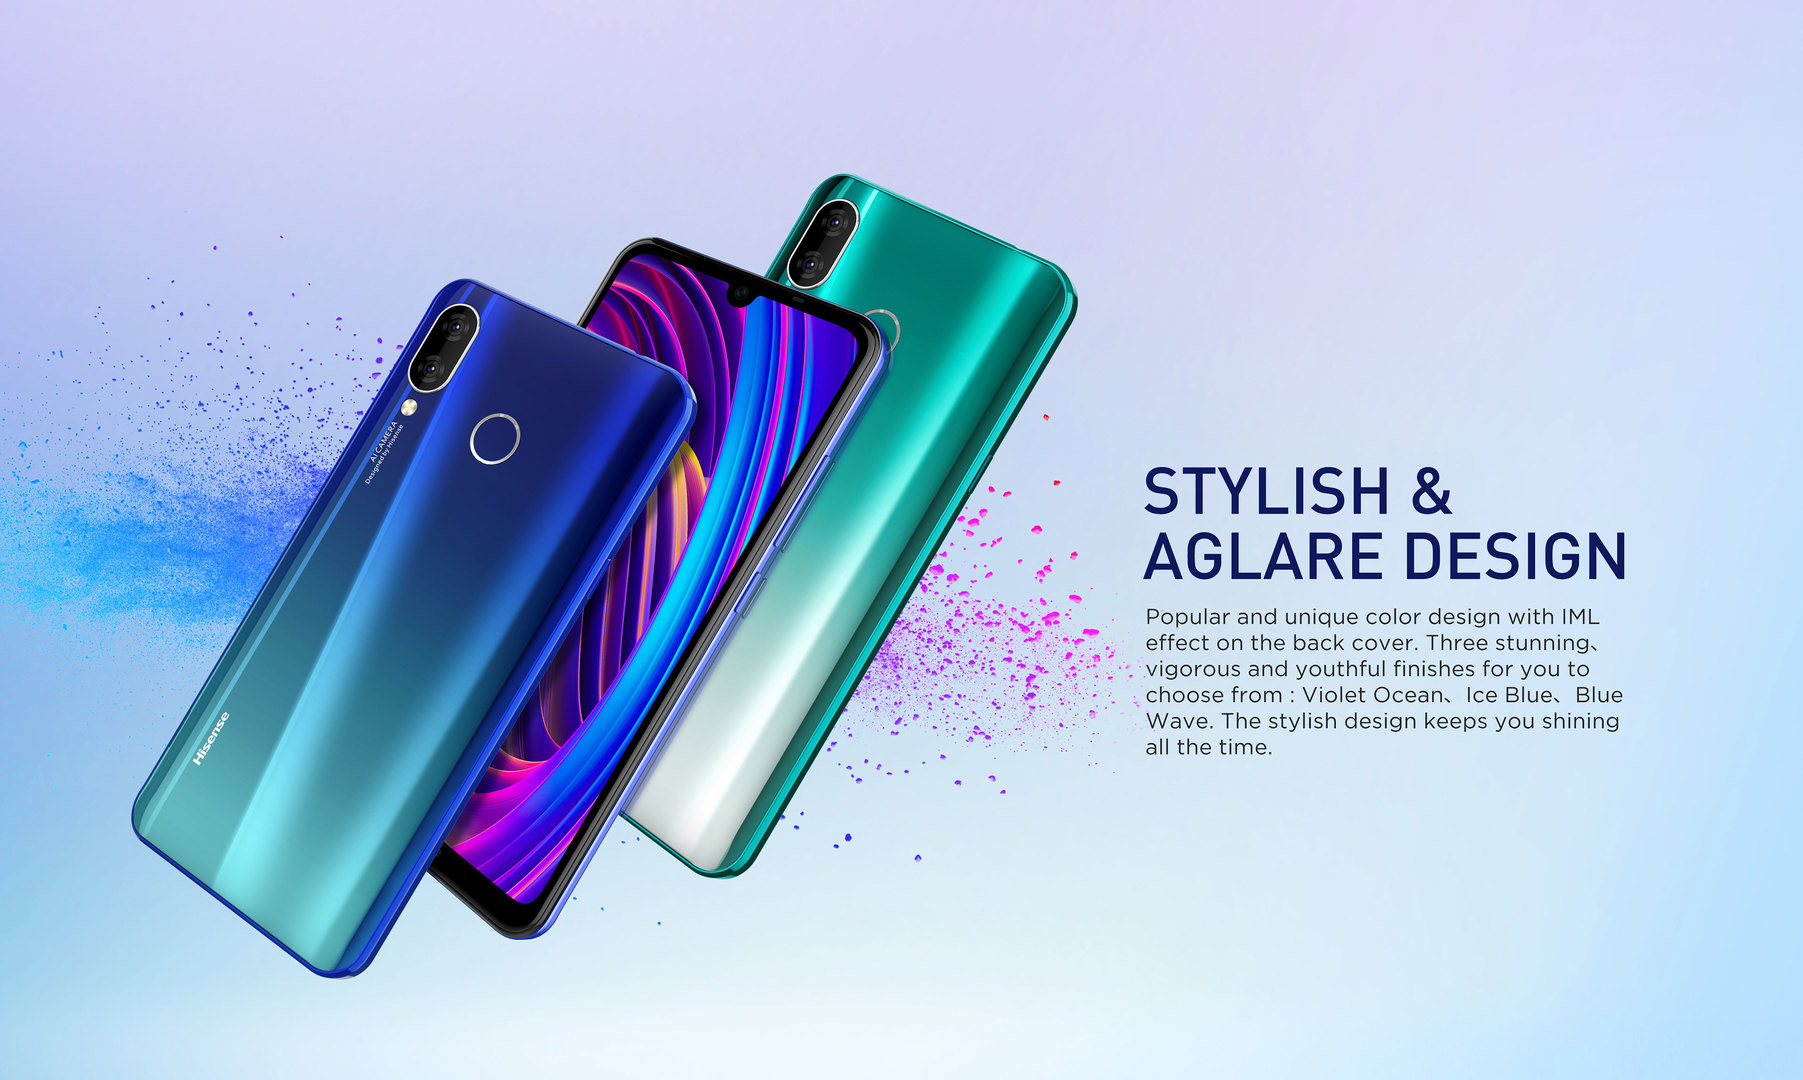 AI CAMERA
Designed by Hisense
Hisense
STYLISH &
AGLARE DESIGN
Popular and unique color design with IML
effect on the back cover. Three stunning、
vigorous and youthful finishes for you to
choose from : Violet Ocean、Ice Blue、Blue
Wave. The stylish design keeps you shining
all the time.